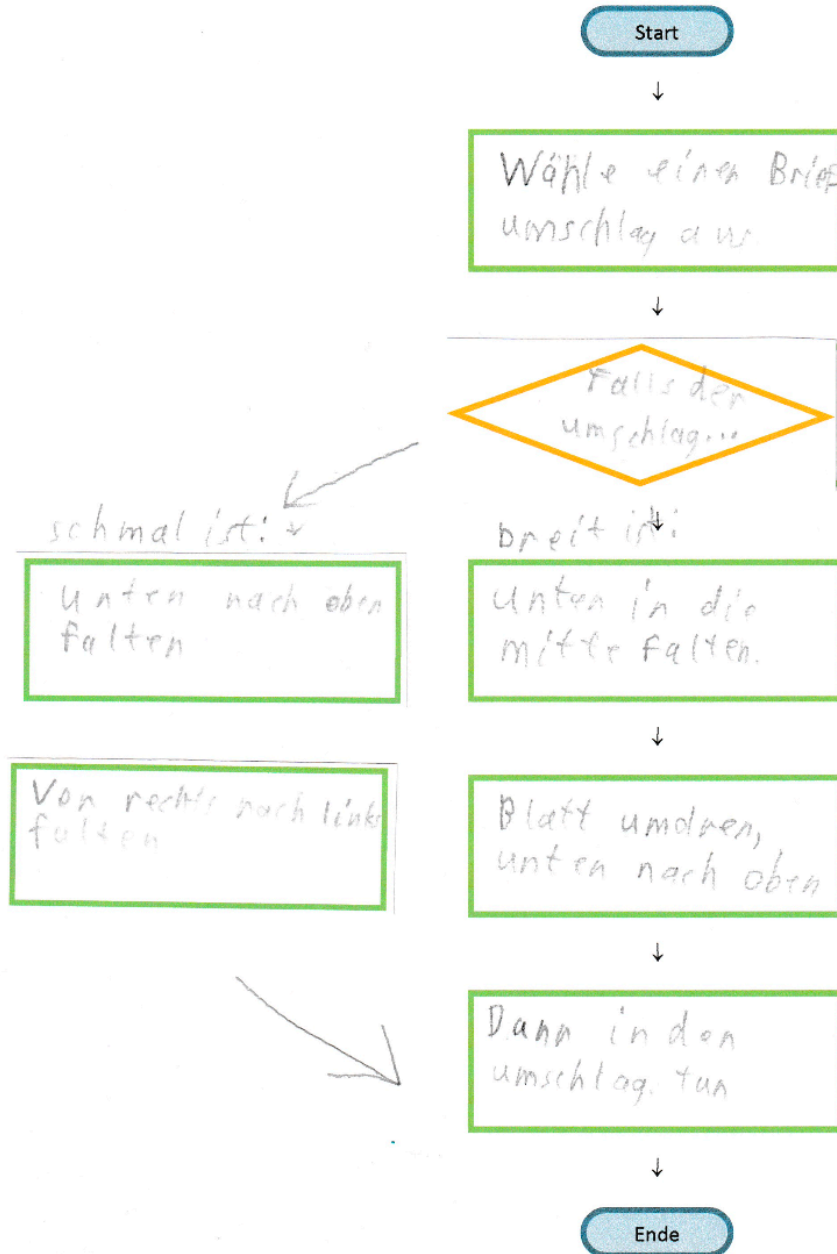 Start
Wähle einen Brief
umschlag aus
Falls der
umschlag...
schmal ist:
unten nach oben
falten
Von rechts nach links
falten
breit ist:
unten in die
mitte falten.
Blatt umdren,
unten nach oben
Dann in den
umschlag. tun
Ende